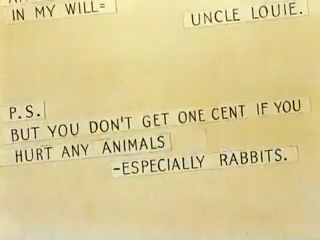 IN MY WILL=
UNCLE LOUIE.
P.S.
BUT YOU DON'T GET ONE CENT IF YOU
HURT ANY ANIMALS
-ESPECIALLY RABBITS.